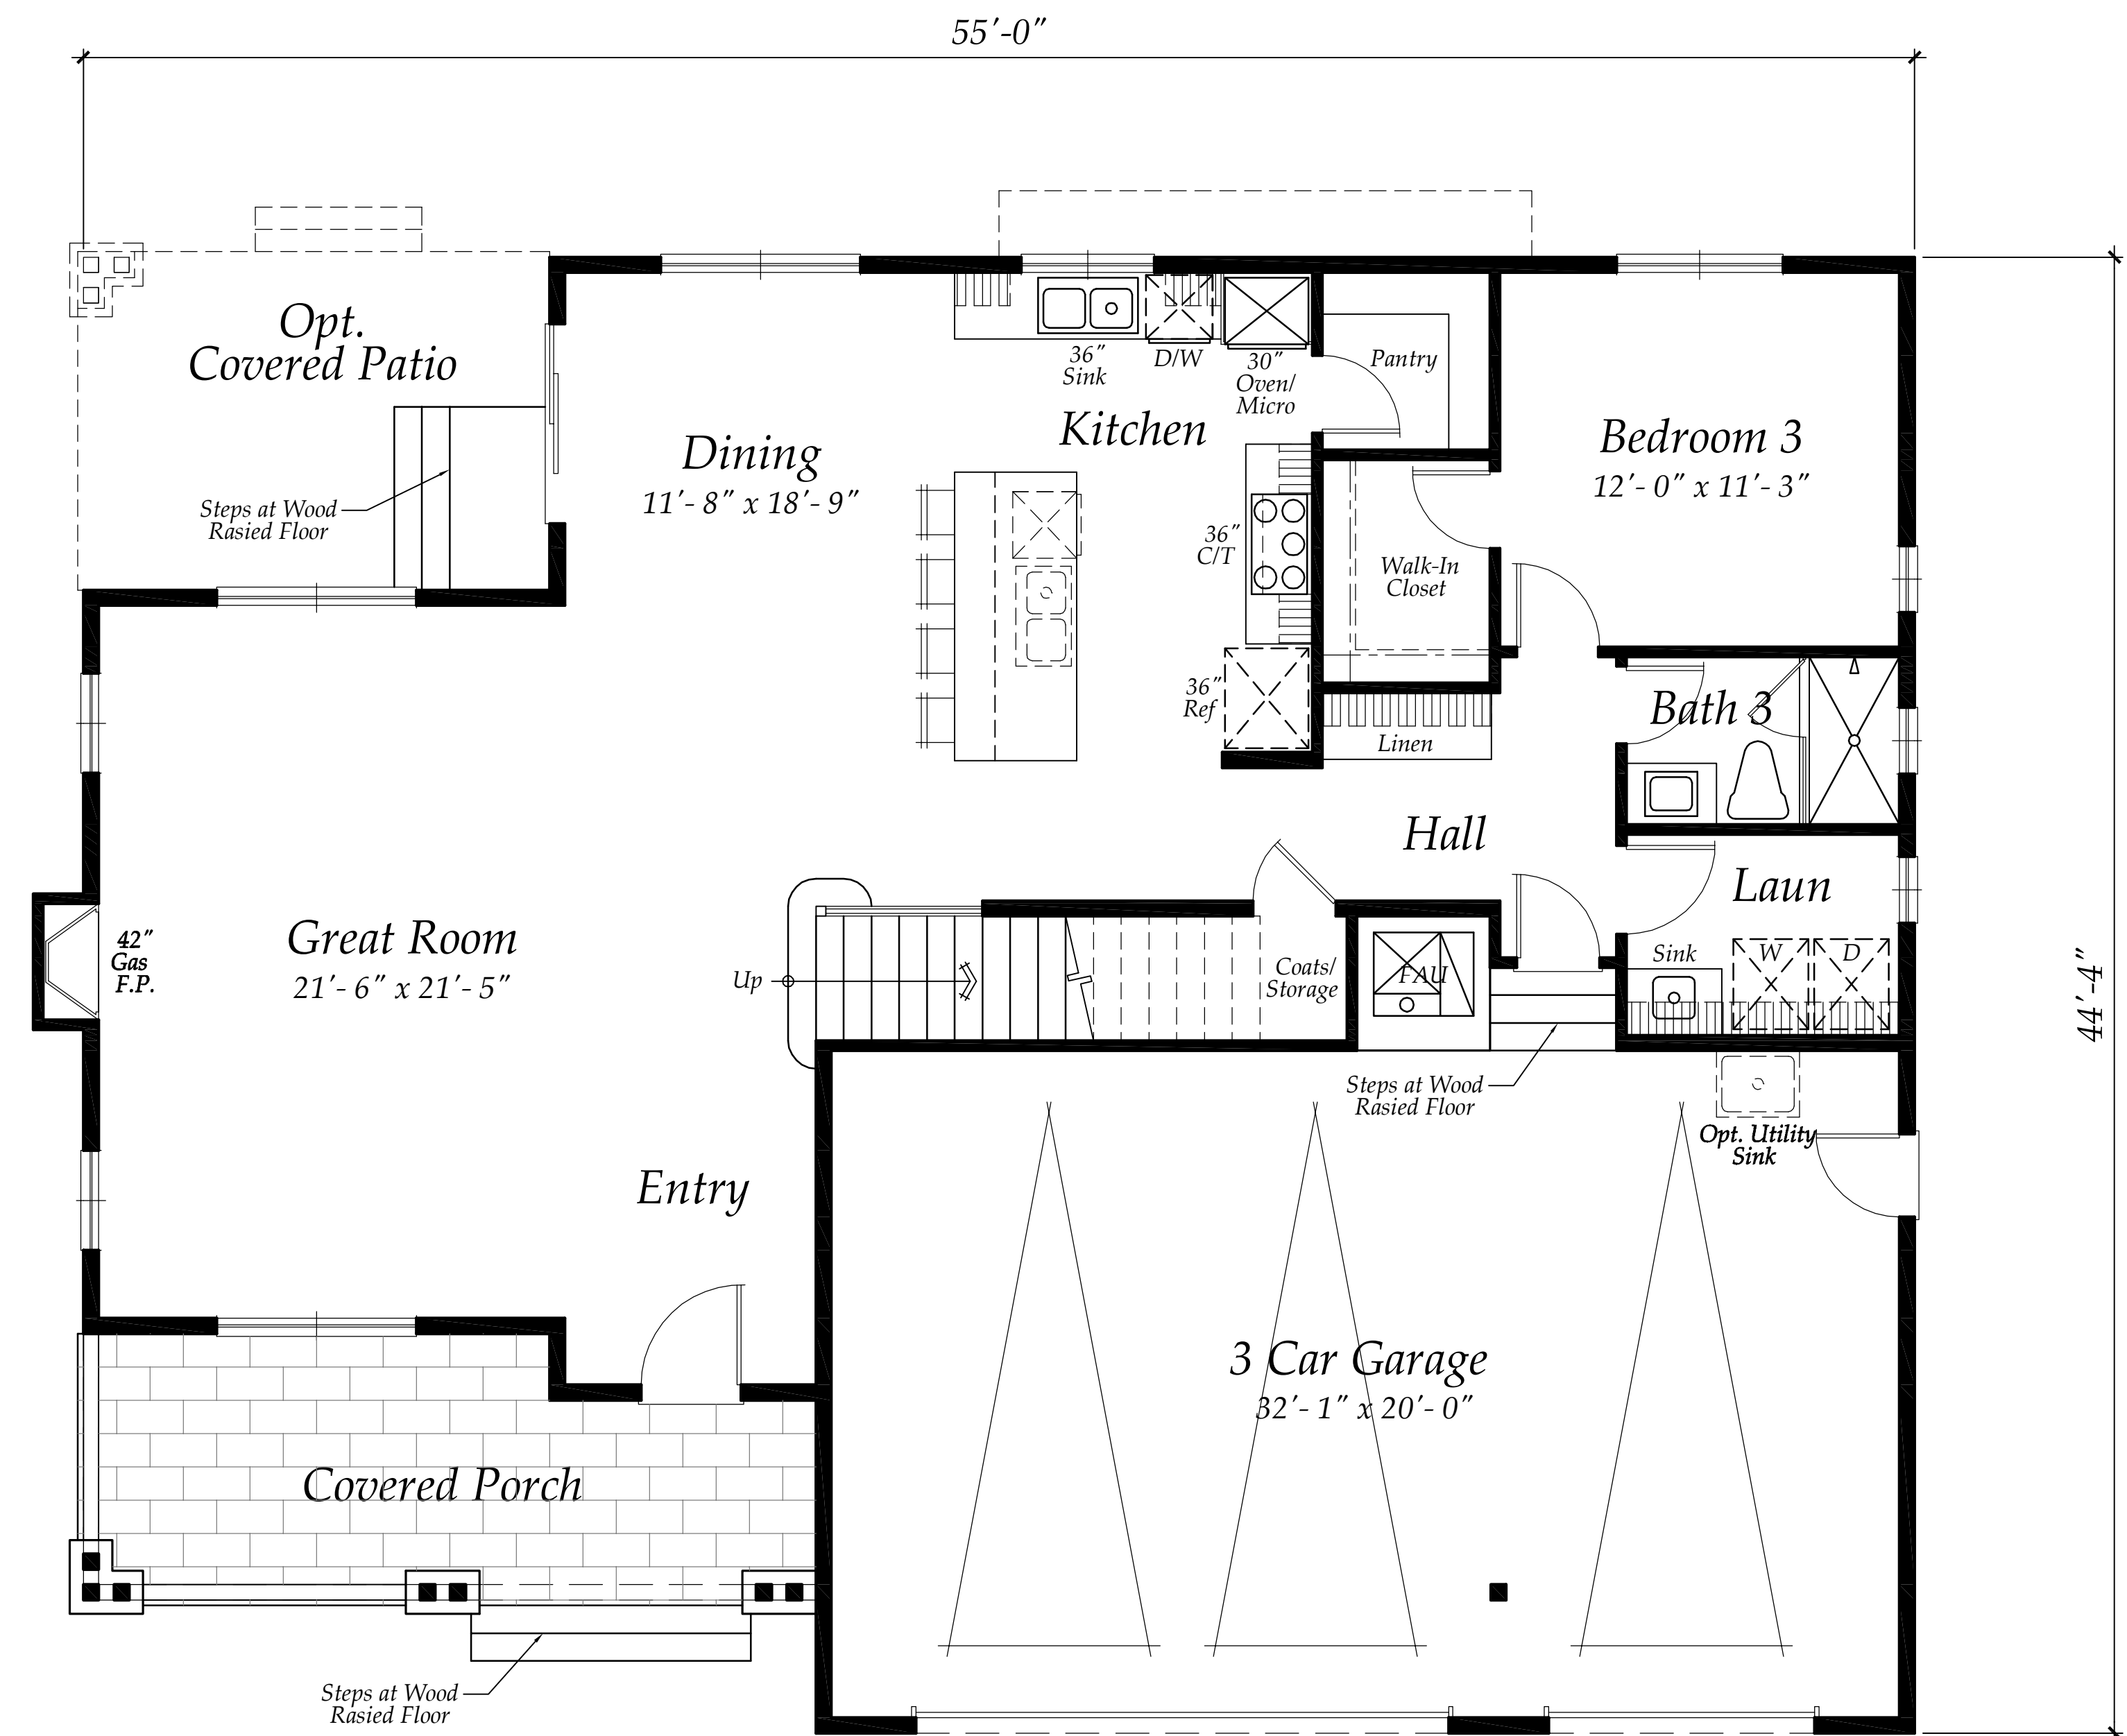 55'-0"
Opt.
Covered Patio
Steps at Wood
Rasied Floor
Dining
11'- 8" x 18'- 9"
36"
Sink
D/W
30"
Oven/
Micro
Kitchen
Pantry
Bedroom 3
12'- 0" x 11'- 3"
36"
C/T
Walk-In
Closet
36"
Ref
Linen
Bath 3
Hall
Laun
42"
Gas
F.P.
Great Room
21'- 6" x 21'- 5"
Up
Coats/
Storage
FAU
Sink
W
D
44'-4"
Steps at Wood
Rasied Floor
Opt. Utility
Sink
Entry
3 Car Garage
32'- 1" x 20'- 0"
Covered Porch
Steps at Wood
Rasied Floor